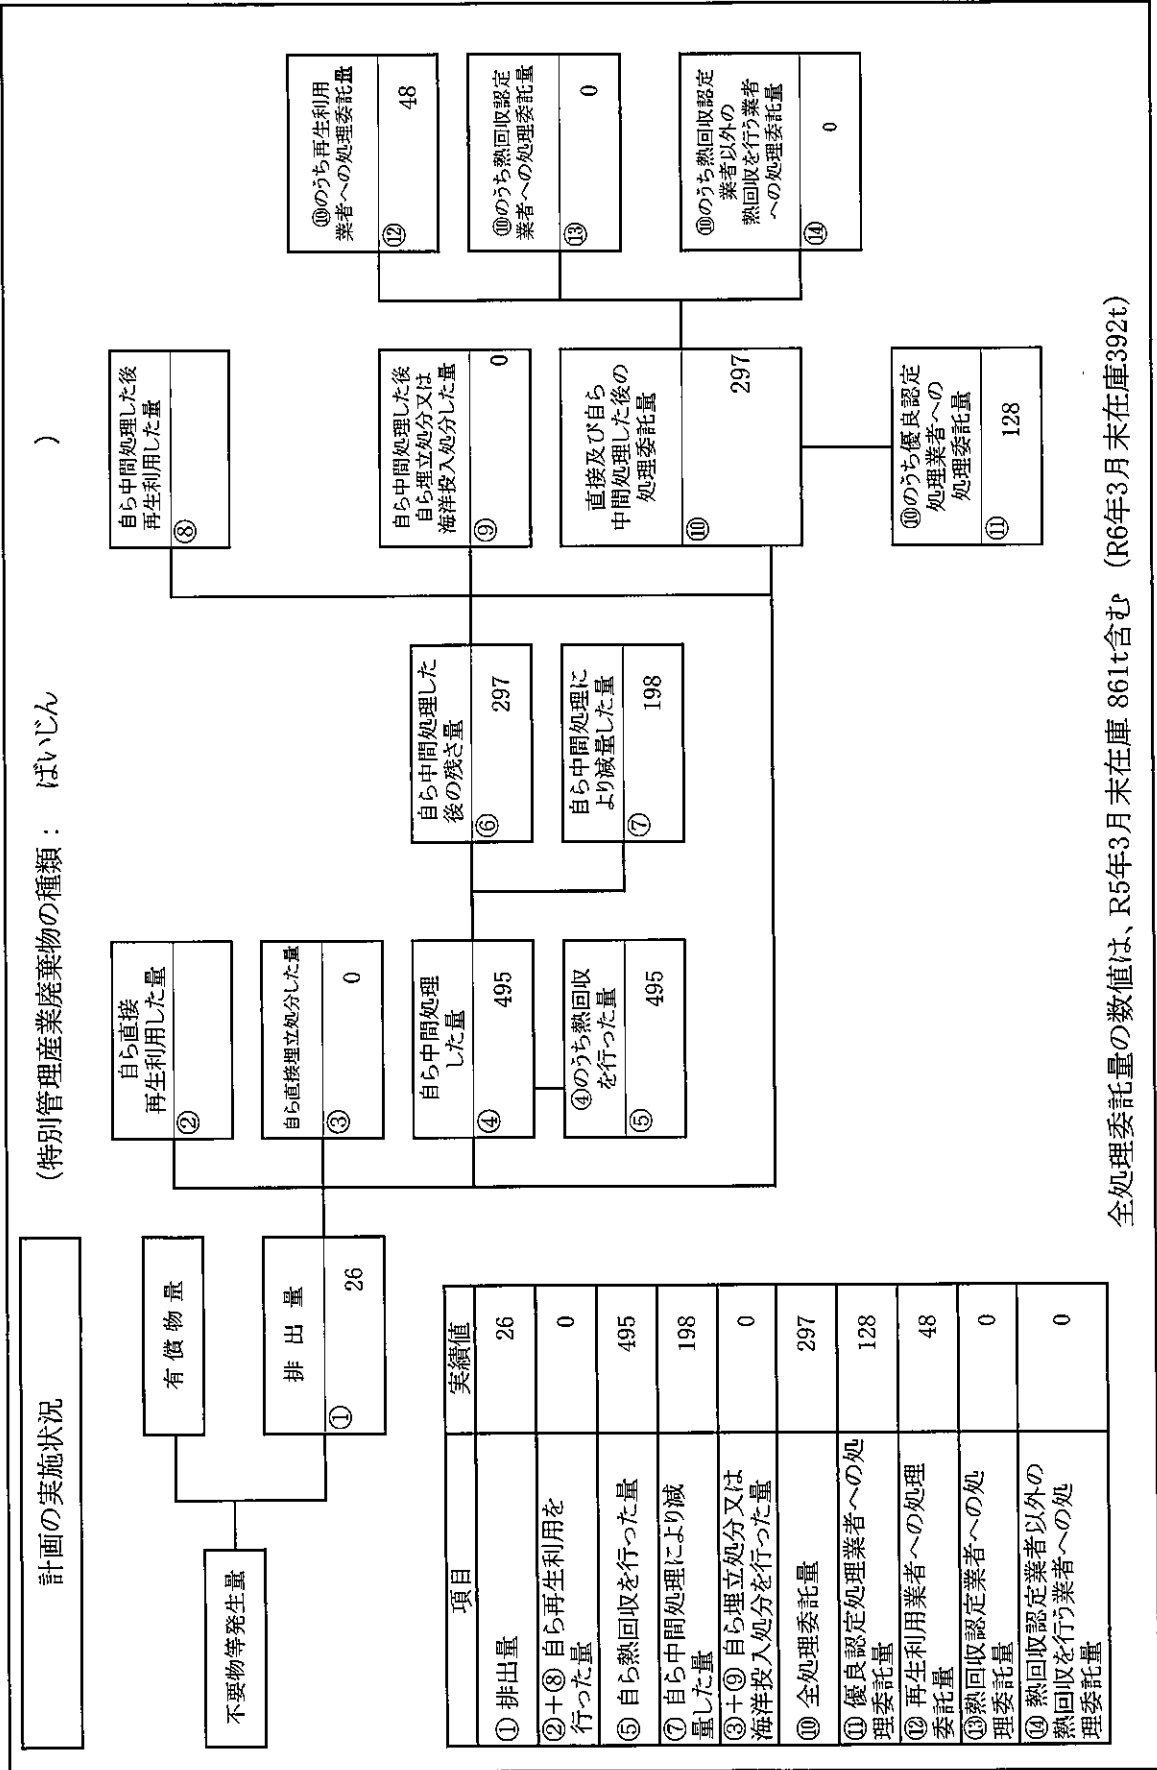 計画の実施状況
(特別管理産業廃棄物の種類： ばいじん )
不要物等発生量
有償物量
排出量
① 26
自ら直接
再生利用した量
②
自ら直接埋立処分した量
③ 0
自ら中間処理
した量
④ 495
④のうち熱回収
を行った量
⑤ 495
自ら中間処理した
後の残さ量
⑥ 297
自ら中間処理に
より減量した量
⑦ 198
自ら中間処理した後
再生利用した量
⑧
自ら中間処理した後
自ら埋立処分又は
海洋投入処分した量
⑨ 0
直接及び自ら
中間処理した後の
処理委託量
⑩ 297
⑩のうち優良認定
処理業者への
処理委託量
⑪ 128
⑩のうち再生利用
業者への処理委託量
⑫ 48
⑩のうち熱回収認定
業者への処理委託量
⑬ 0
⑩のうち熱回収認定
業者以外の
熱回収を行う業者
への処理委託量
⑭ 0
項目 実績値
① 排出量 26
②＋⑧ 自ら再生利用を
行った量 0
⑤ 自ら熱回収を行った量 495
⑦ 自ら中間処理により減
量した量 198
③＋⑨ 自ら埋立処分又は
海洋投入処分を行った量 0
⑩ 全処理委託量 297
⑪ 優良認定処理業者への処
理委託量 128
⑫ 再生利用業者への処理
委託量 48
⑬熱回収認定業者への処
理委託量 0
⑭ 熱回収認定業者以外の
熱回収を行う業者への処
理委託量 0
全処理委託量の数値は、R5年3月末在庫 861t含む (R6年3月末在庫392t)